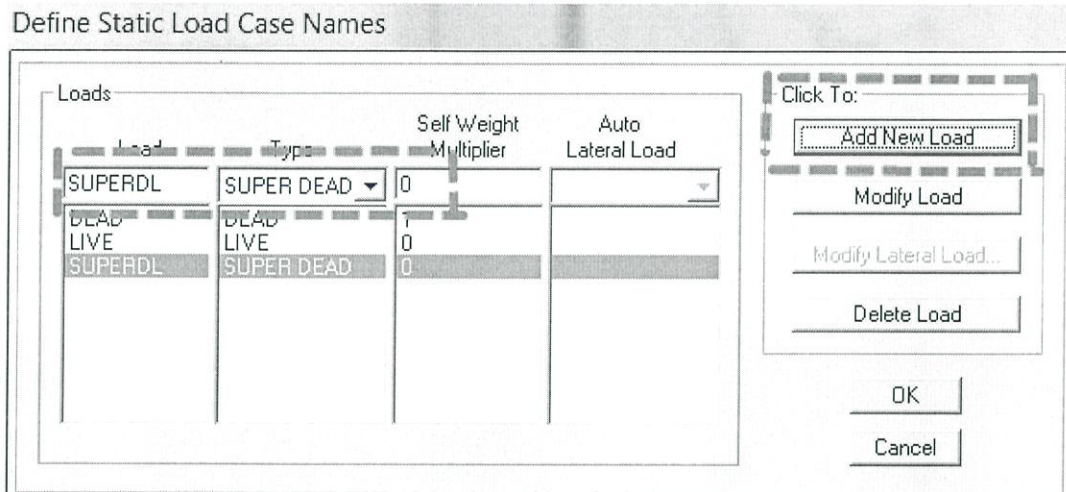 Define Static Load Case Names
Loads
Click To:
Load Type Self Weight Multiplier Auto Lateral Load
SUPERDL SUPER DEAD 0
DEAD DEAD 1
LIVE LIVE 0
SUPERDL SUPER DEAD 0
Add New Load
Modify Load
Modify Lateral Load...
Delete Load
OK
Cancel